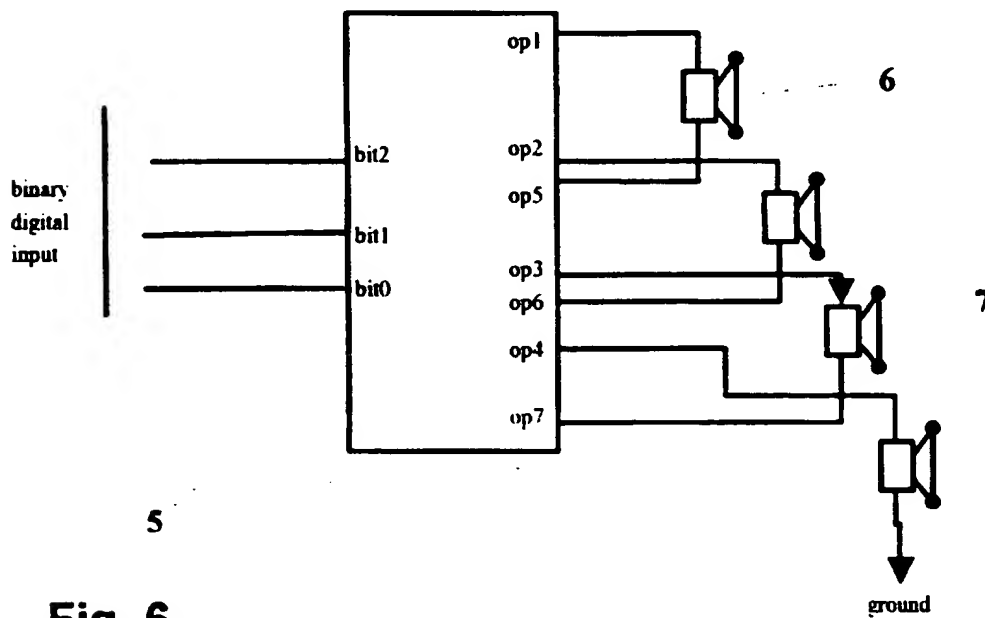 op1
6
binary
digital
input
bit2
bit1
bit0
op2
op5
op3
op6
op4
op7
7
5
ground
Fig. 6